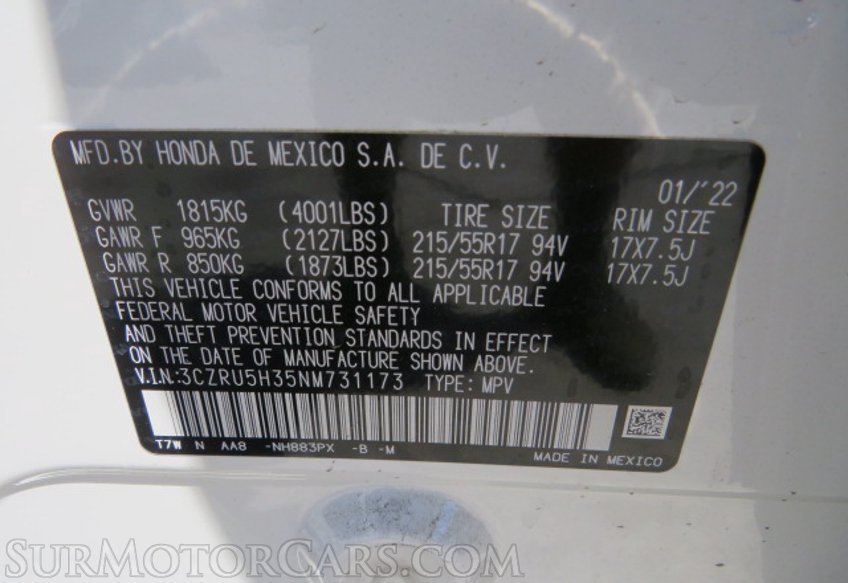 MFD.BY HONDA DE MEXICO S.A. DE C.V.
01/'22
GVWR 1815KG (4001LBS) TIRE SIZE RIM SIZE
GAWR F 965KG (2127LBS) 215/55R17 94V 17X7.5J
GAWR R 850KG (1873LBS) 215/55R17 94V 17X7.5J
THIS VEHICLE CONFORMS TO ALL APPLICABLE
FEDERAL MOTOR VEHICLE SAFETY
AND THEFT PREVENTION STANDARDS IN EFFECT
ON THE DATE OF MANUFACTURE SHOWN ABOVE.
V.I.N.:3CZRU5H35NM731173 TYPE: MPV
T7W N AA8 -NH883PX -B -M
MADE IN MEXICO
SURMOTORCARS.COM